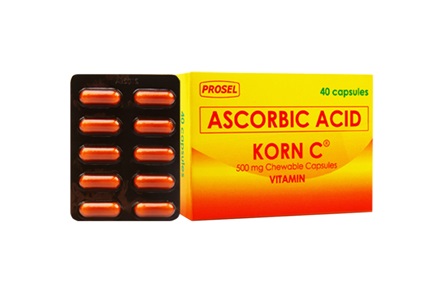 PROSEL
40 capsules
ASCORBIC ACID
KORN C®
500 mg Chewable Capsules
VITAMIN
40 capsules